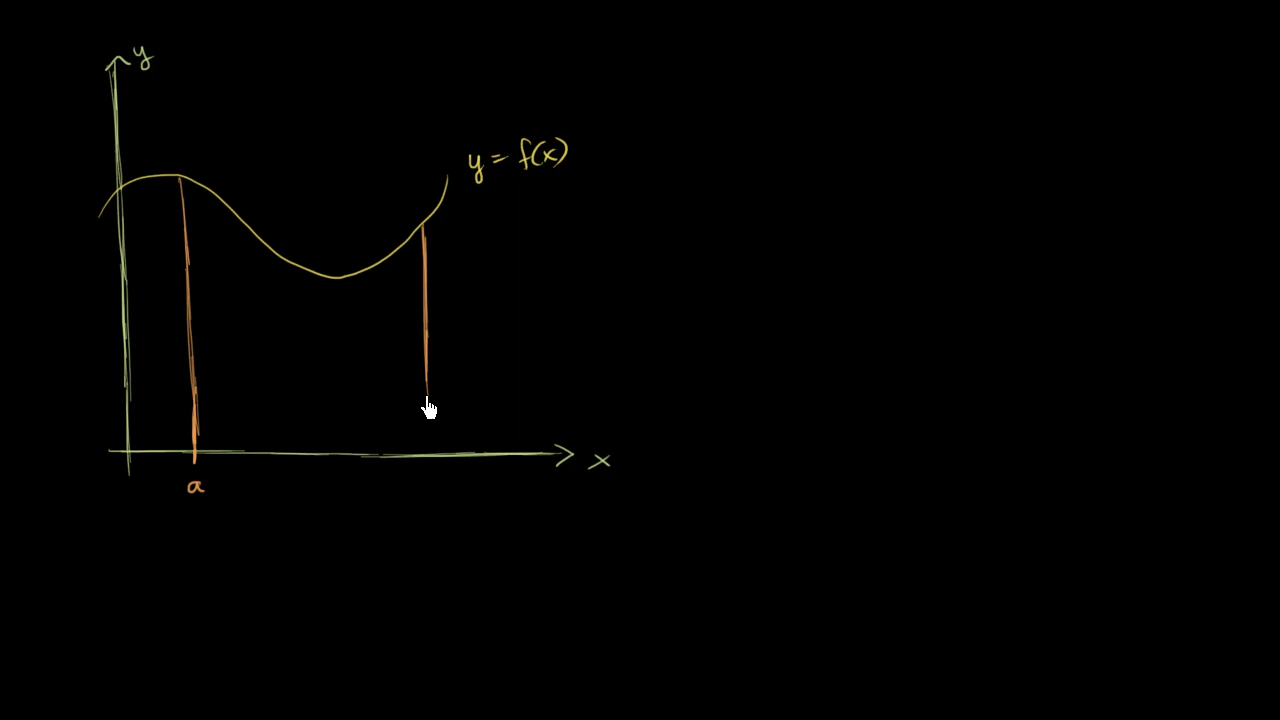 y
y = f(x)
x
a